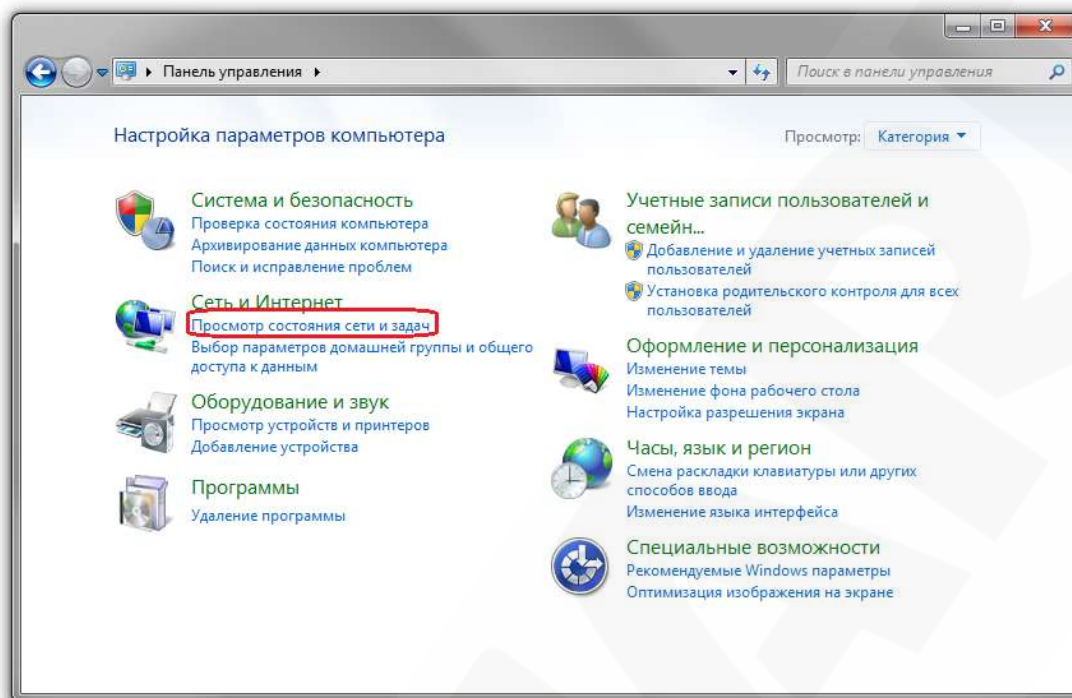 Панель управления
Поиск в панели управления
Настройка параметров компьютера
Просмотр: Категория
Система и безопасность
Проверка состояния компьютера
Архивирование данных компьютера
Поиск и исправление проблем
Сеть и Интернет
Просмотр состояния сети и задач
Выбор параметров домашней группы и общего
доступа к данным
Оборудование и звук
Просмотр устройств и принтеров
Добавление устройства
Программы
Удаление программы
Учетные записи пользователей и
семейн...
Добавление и удаление учетных записей
пользователей
Установка родительского контроля для всех
пользователей
Оформление и персонализация
Изменение темы
Изменение фона рабочего стола
Настройка разрешения экрана
Часы, язык и регион
Смена раскладки клавиатуры или других
способов ввода
Изменение языка интерфейса
Специальные возможности
Рекомендуемые Windows параметры
Оптимизация изображения на экране